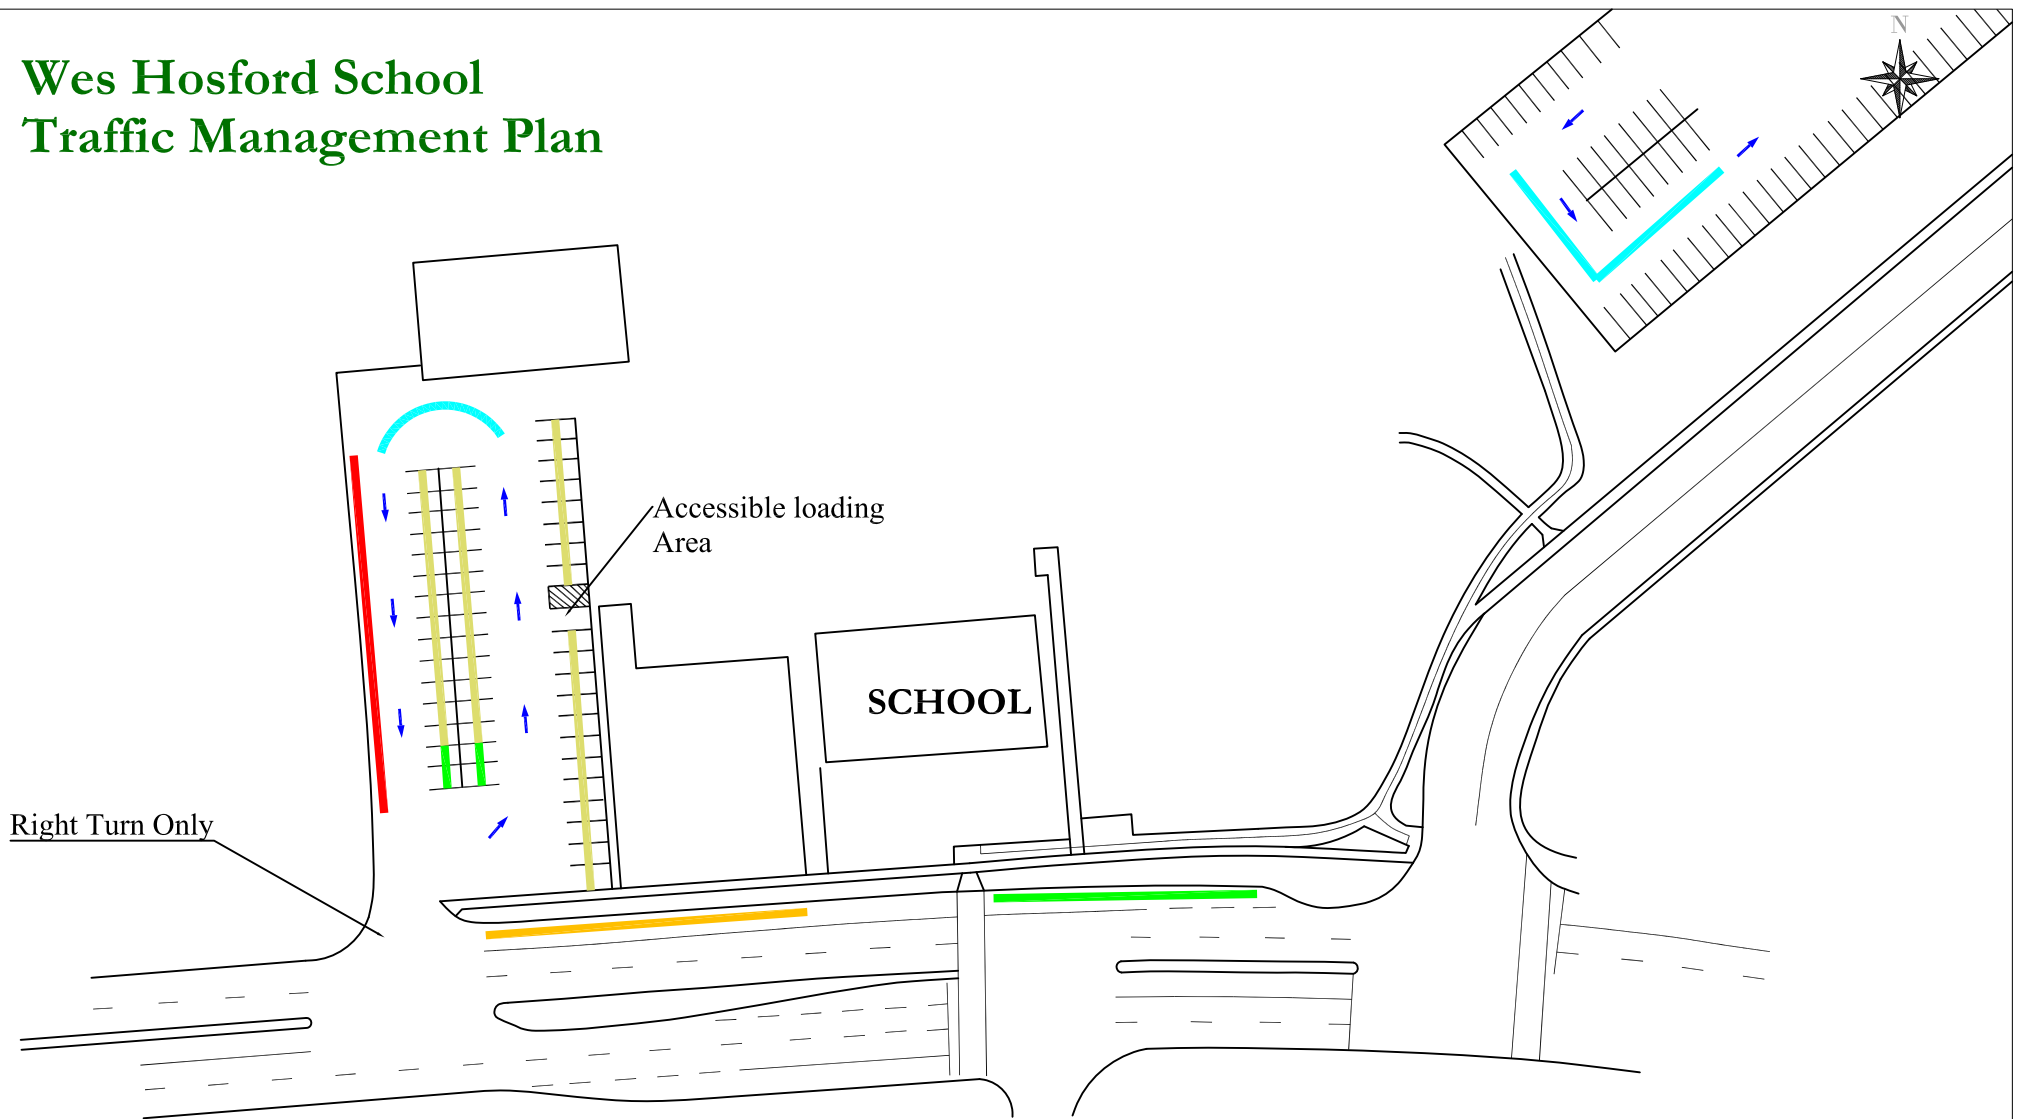 Wes Hosford School
Traffic Management Plan
N
Accessible loading
Area
SCHOOL
Right Turn Only